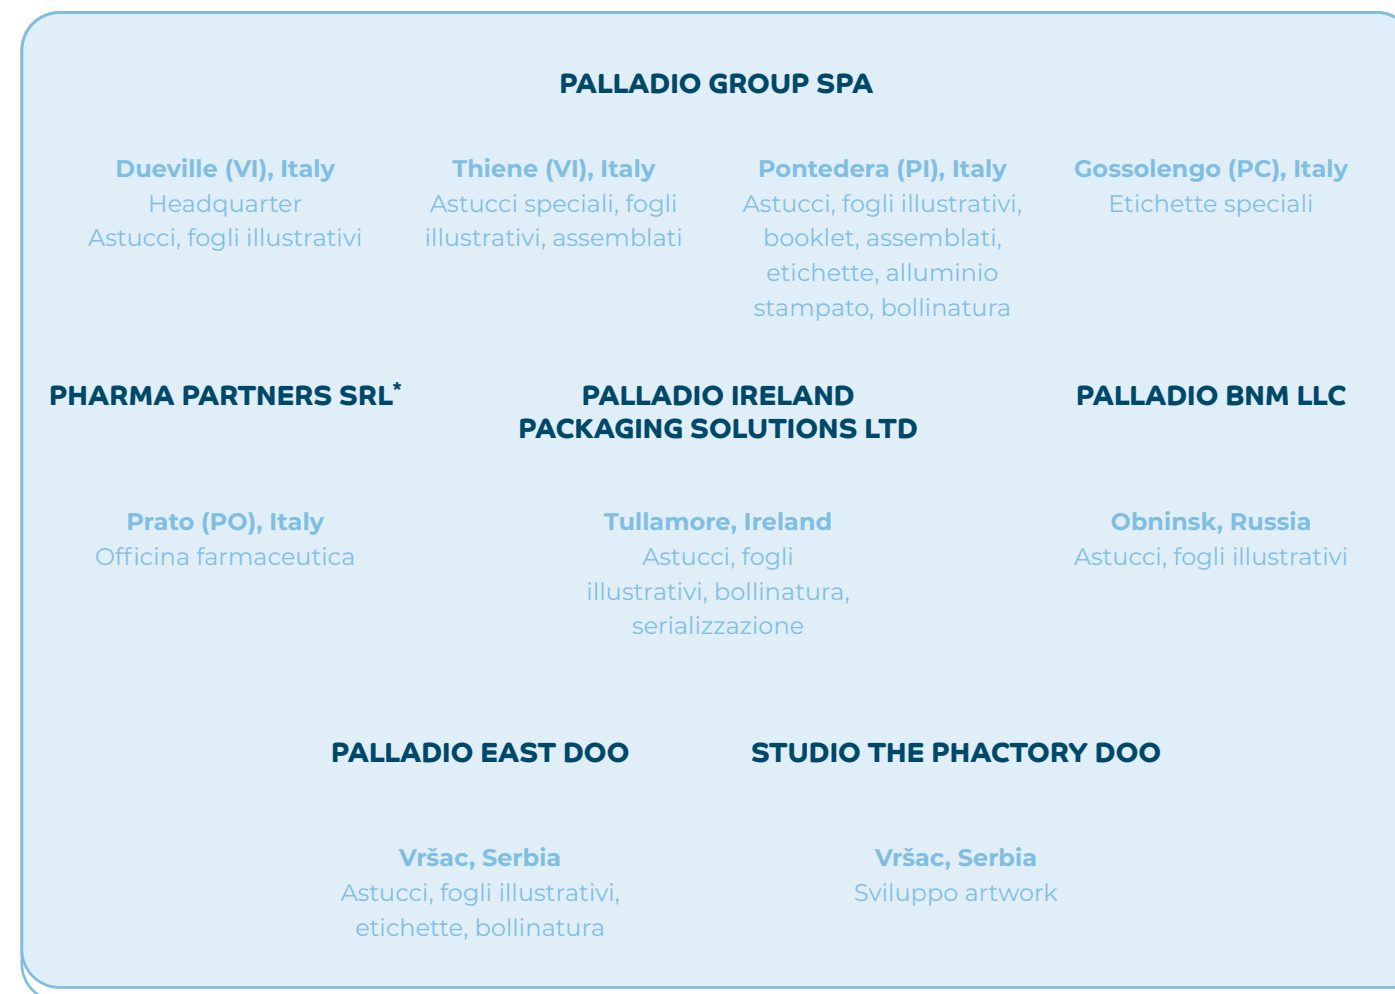 PALLADIO GROUP SPA
Dueville (VI), Italy
Headquarter
Astucci, fogli illustrativi
Thiene (VI), Italy
Astucci speciali, fogli
illustrativi, assemblati
Pontedera (PI), Italy
Astucci, fogli illustrativi,
booklet, assemblati,
etichette, alluminio
stampato, bollinatura
Gossolengo (PC), Italy
Etichette speciali
PHARMA PARTNERS SRL*
Prato (PO), Italy
Officina farmaceutica
PALLADIO IRELAND
PACKAGING SOLUTIONS LTD
Tullamore, Ireland
Astucci, fogli
illustrativi, bollinatura,
serializzazione
PALLADIO BNM LLC
Obninsk, Russia
Astucci, fogli illustrativi
PALLADIO EAST DOO
Vršac, Serbia
Astucci, fogli illustrativi,
etichette, bollinatura
STUDIO THE PHACTORY DOO
Vršac, Serbia
Sviluppo artwork